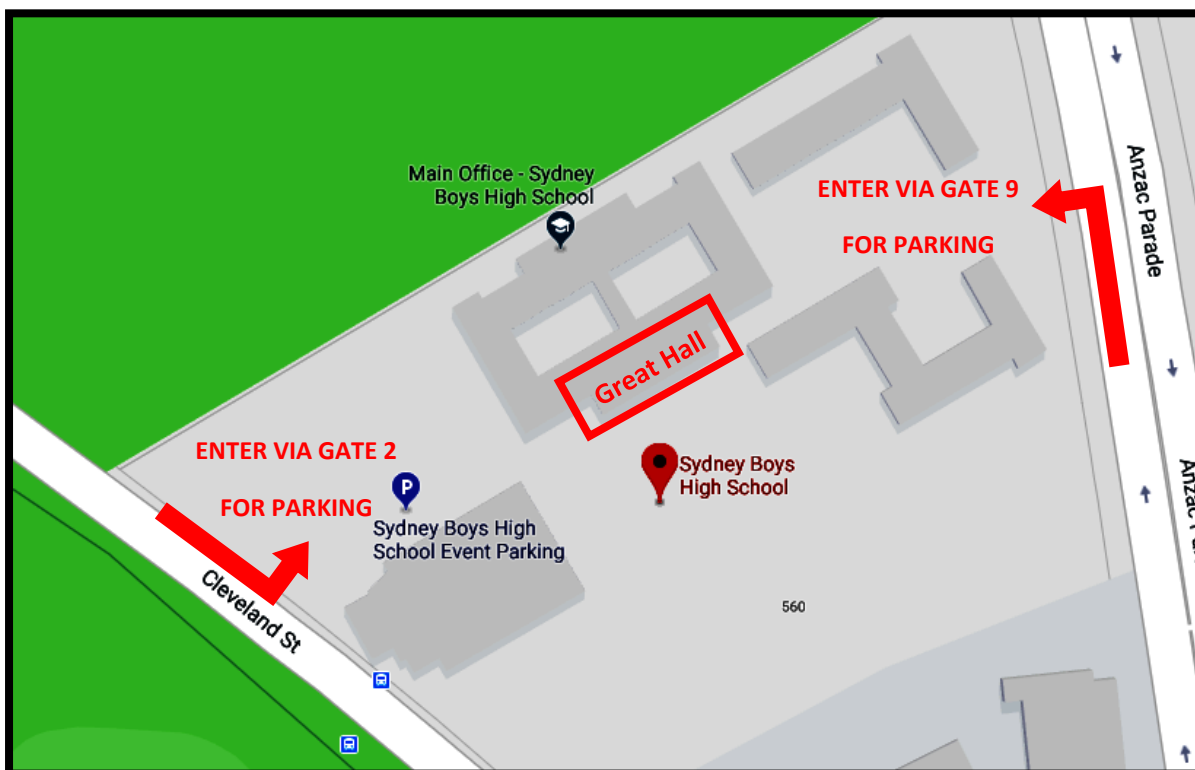 Main Office - Sydney
Boys High School
Anzac Parade
ENTER VIA GATE 9
FOR PARKING
Great Hall
ENTER VIA GATE 2
FOR PARKING
P
Sydney Boys High
School Event Parking
Sydney Boys
High School
Cleveland St
560
Anzac